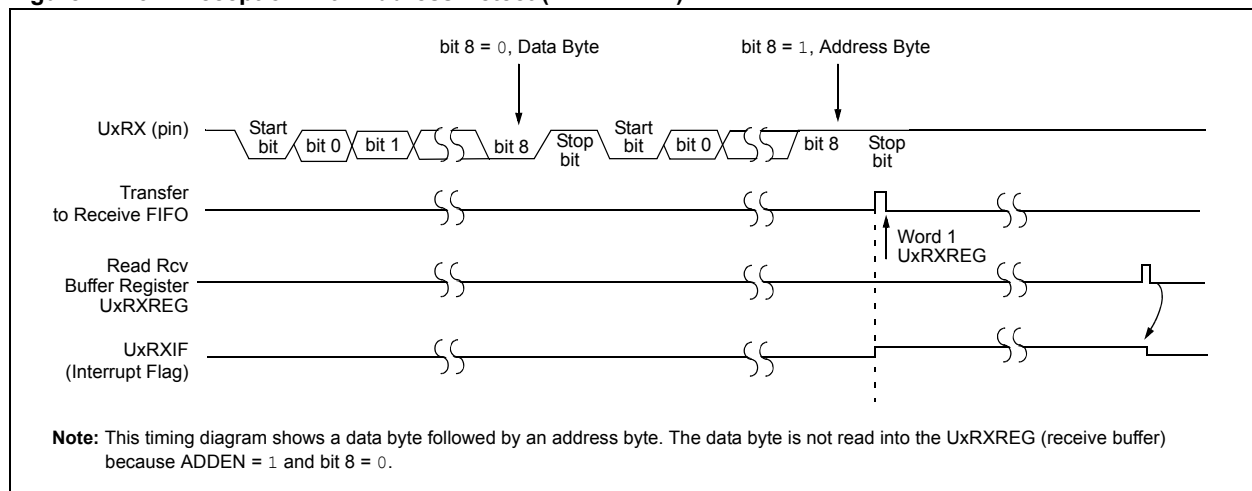 bit 8 = 0, Data Byte
bit 8 = 1, Address Byte
UxRX (pin)
Start
bit
bit 0
bit 1
bit 8
Stop
bit
Start
bit
bit 0
bit 8
Stop
bit
Transfer
to Receive FIFO
Word 1
UxRXREG
Read Rcv
Buffer Register
UxRXREG
UxRXIF
(Interrupt Flag)
Note: This timing diagram shows a data byte followed by an address byte. The data byte is not read into the UxRXREG (receive buffer)
because ADDEN = 1 and bit 8 = 0.